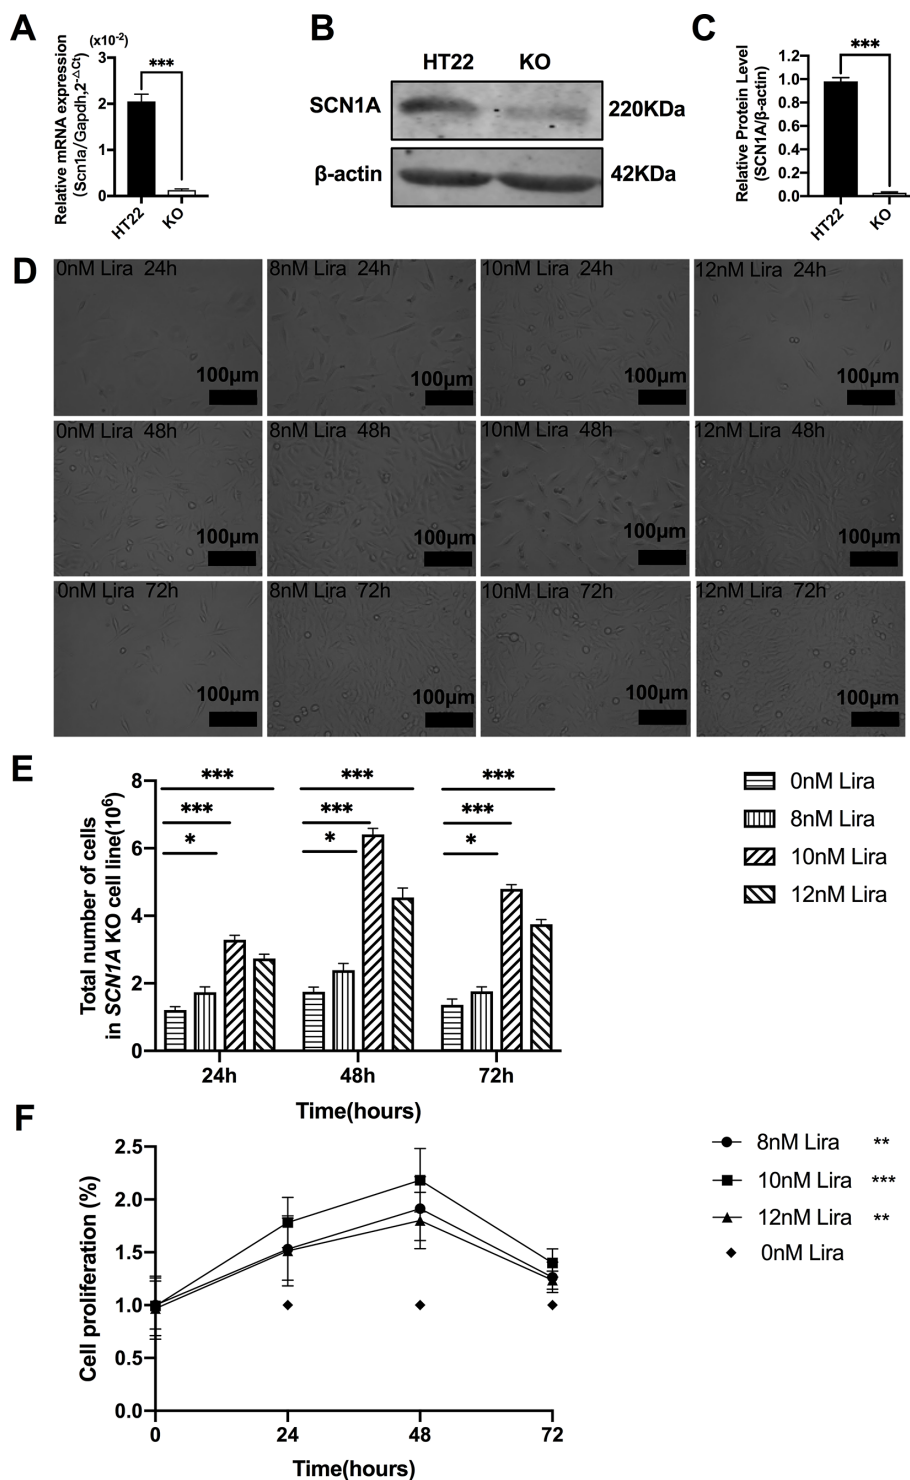 A
Relative mRNA expression
(Scn1a/Gapdh,2-△Ct)
(x10-2)
3
2
1
0
***
HT22
KO
B
HT22 KO
SCN1A
220KDa
β-actin
42KDa
C
Relative Protein Level
(SCN1A/β-actin)
1.2
1.0
0.8
0.6
0.4
0.2
0.0
***
HT22
KO
D
0nM Lira 24h
8nM Lira 24h
10nM Lira 24h
12nM Lira 24h
100μm
100μm
100μm
100μm
0nM Lira 48h
8nM Lira 48h
10nM Lira 48h
12nM Lira 48h
100μm
100μm
100μm
100μm
0nM Lira 72h
8nM Lira 72h
10nM Lira 72h
12nM Lira 72h
100μm
100μm
100μm
100μm
E
Total number of cells
in SCN1A KO cell line(106)
8
6
4
2
0
***
***
*
***
***
*
***
***
*
24h
48h
72h
Time(hours)
0nM Lira
8nM Lira
10nM Lira
12nM Lira
F
Cell proliferation (%)
2.5
2.0
1.5
1.0
0.5
0.0
0
24
48
72
Time(hours)
8nM Lira **
10nM Lira ***
12nM Lira **
0nM Lira